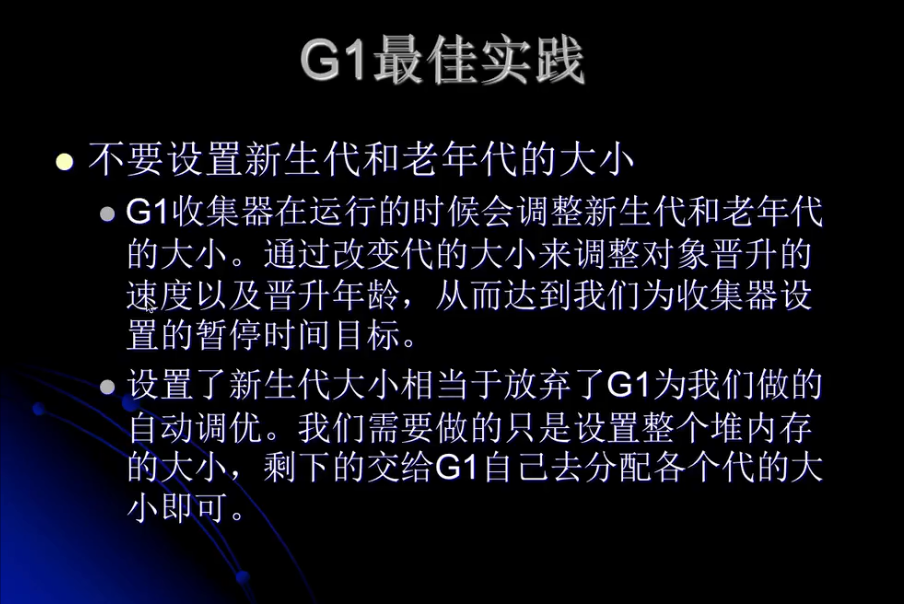 G1最佳实践
不要设置新生代和老年代的大小
G1收集器在运行的时候会调整新生代和老年代
的大小。通过改变代的大小来调整对象晋升的
速度以及晋升年龄，从而达到我们为收集器设
置的暂停时间目标。
设置了新生代大小相当于放弃了G1为我们做的
自动调优。我们需要做的只是设置整个堆内存
的大小，剩下的交给G1自己去分配各个代的大
小即可。